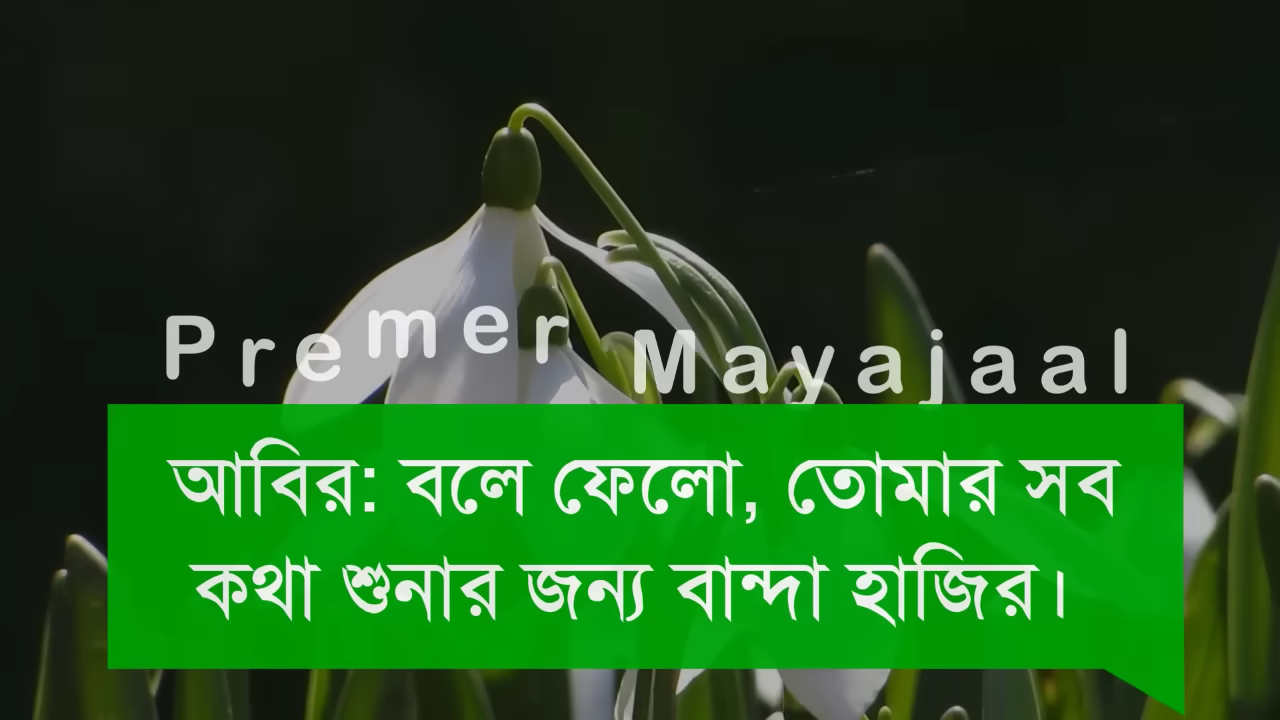 Premer Mayajaal
আবির: বলে ফেলো, তোমার সব
কথা শুনার জন্য বান্দা হাজির।